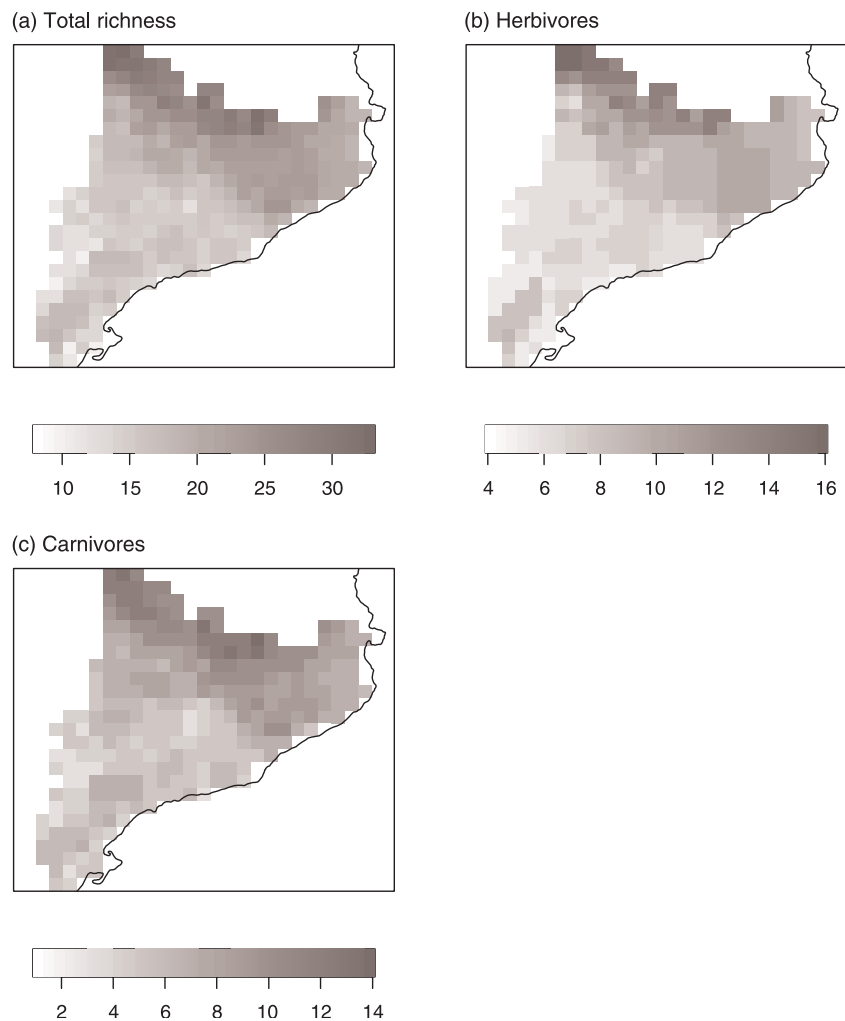 (a) Total richness
(b) Herbivores
10 15 20 25 30
4 6 8 10 12 14 16
(c) Carnivores
2 4 6 8 10 12 14